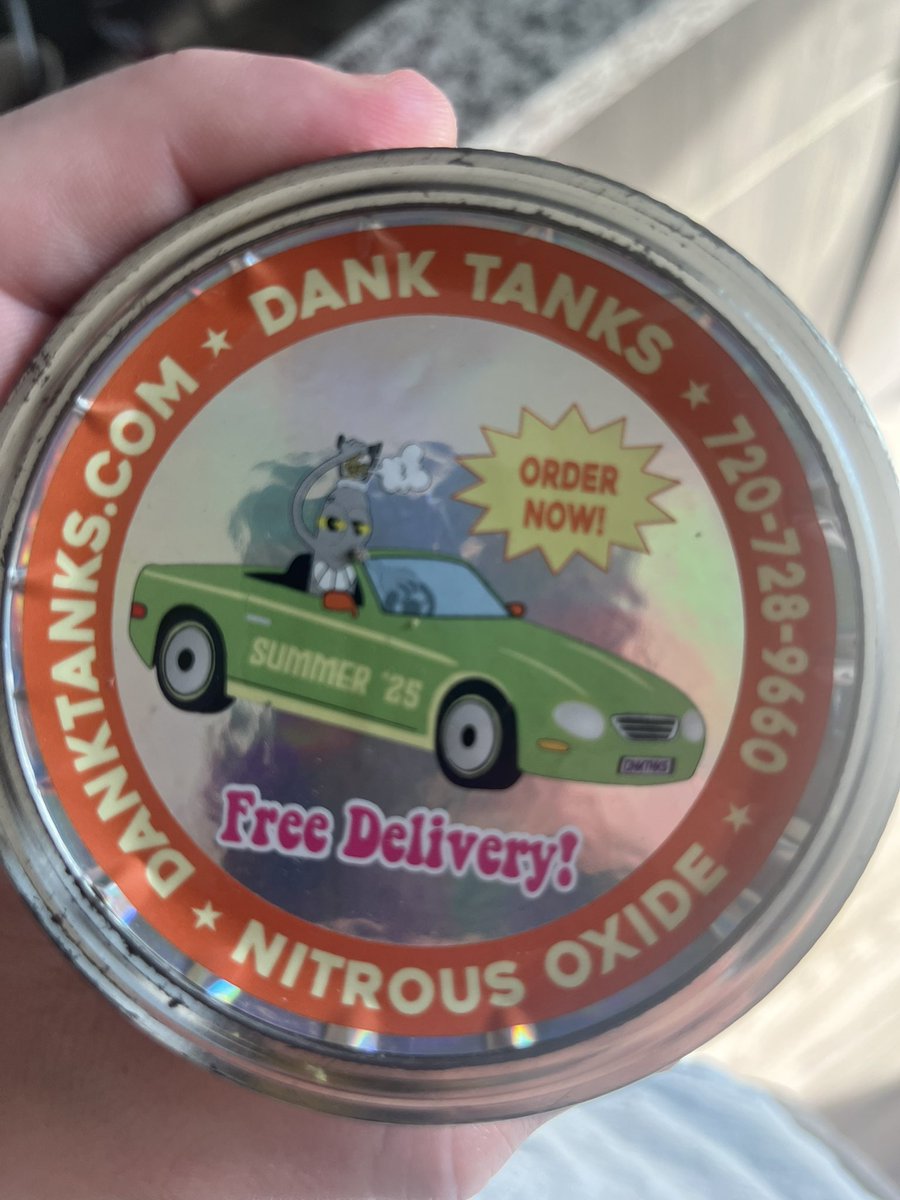 DANK TANKS ★ 720-728-9660 ★ NITROUS OXIDE ★ DANKTANKS.COM ★
ORDER
NOW!
SUMMER '25
Free Delivery!